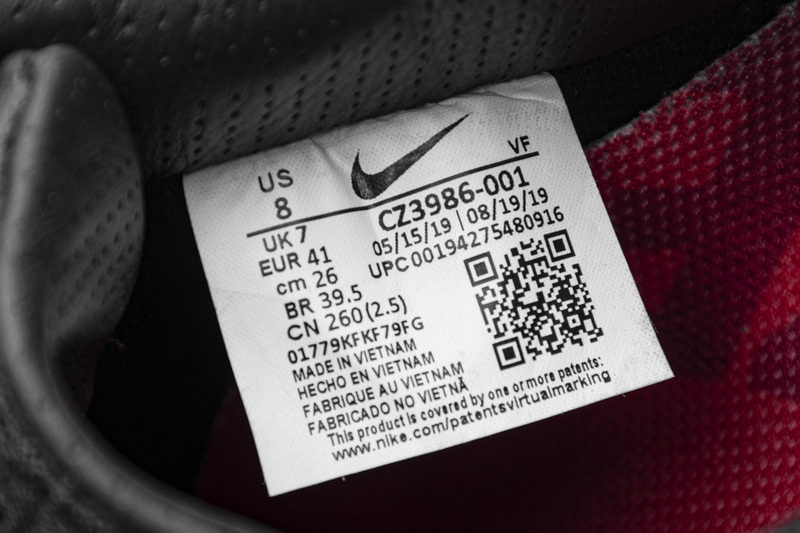 US
8
VF
UK 7
EUR 41
cm 26
BR 39.5
CN 260 (2.5)
CZ3986-001
05/15/19 | 08/19/19
UPC 00194275480916
01779KFKF79FG
MADE IN VIETNAM
HECHO EN VIETNAM
FABRIQUE AU VIETNAM
FABRICADO NO VIETNÃ
This product is covered by one or more patents:
www.nike.com/patentsvirtualmarking